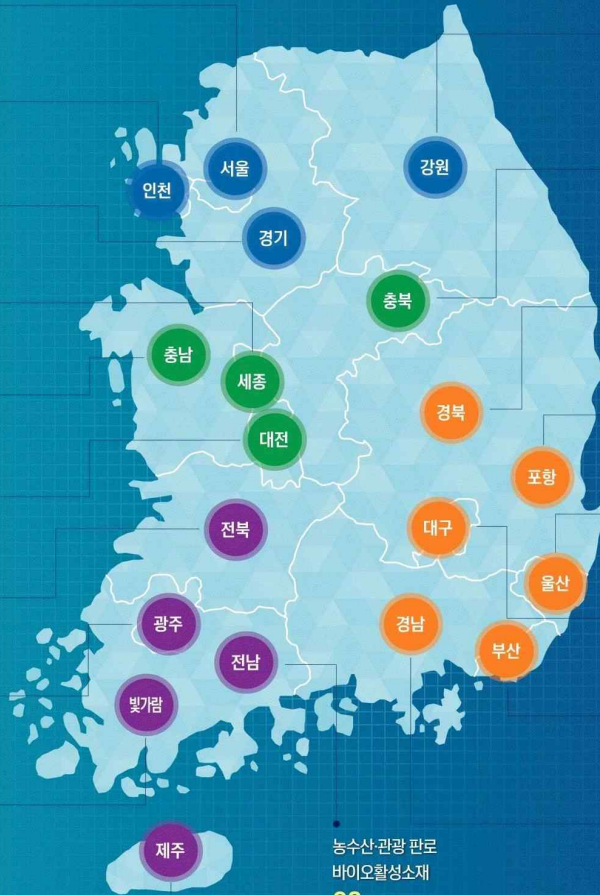 서울
강원
인천
경기
충북
충남
세종
경북
대전
포항
전북
대구
울산
광주
경남
부산
전남
빛가람
제주
농수산·관광 판로
바이오활성소재